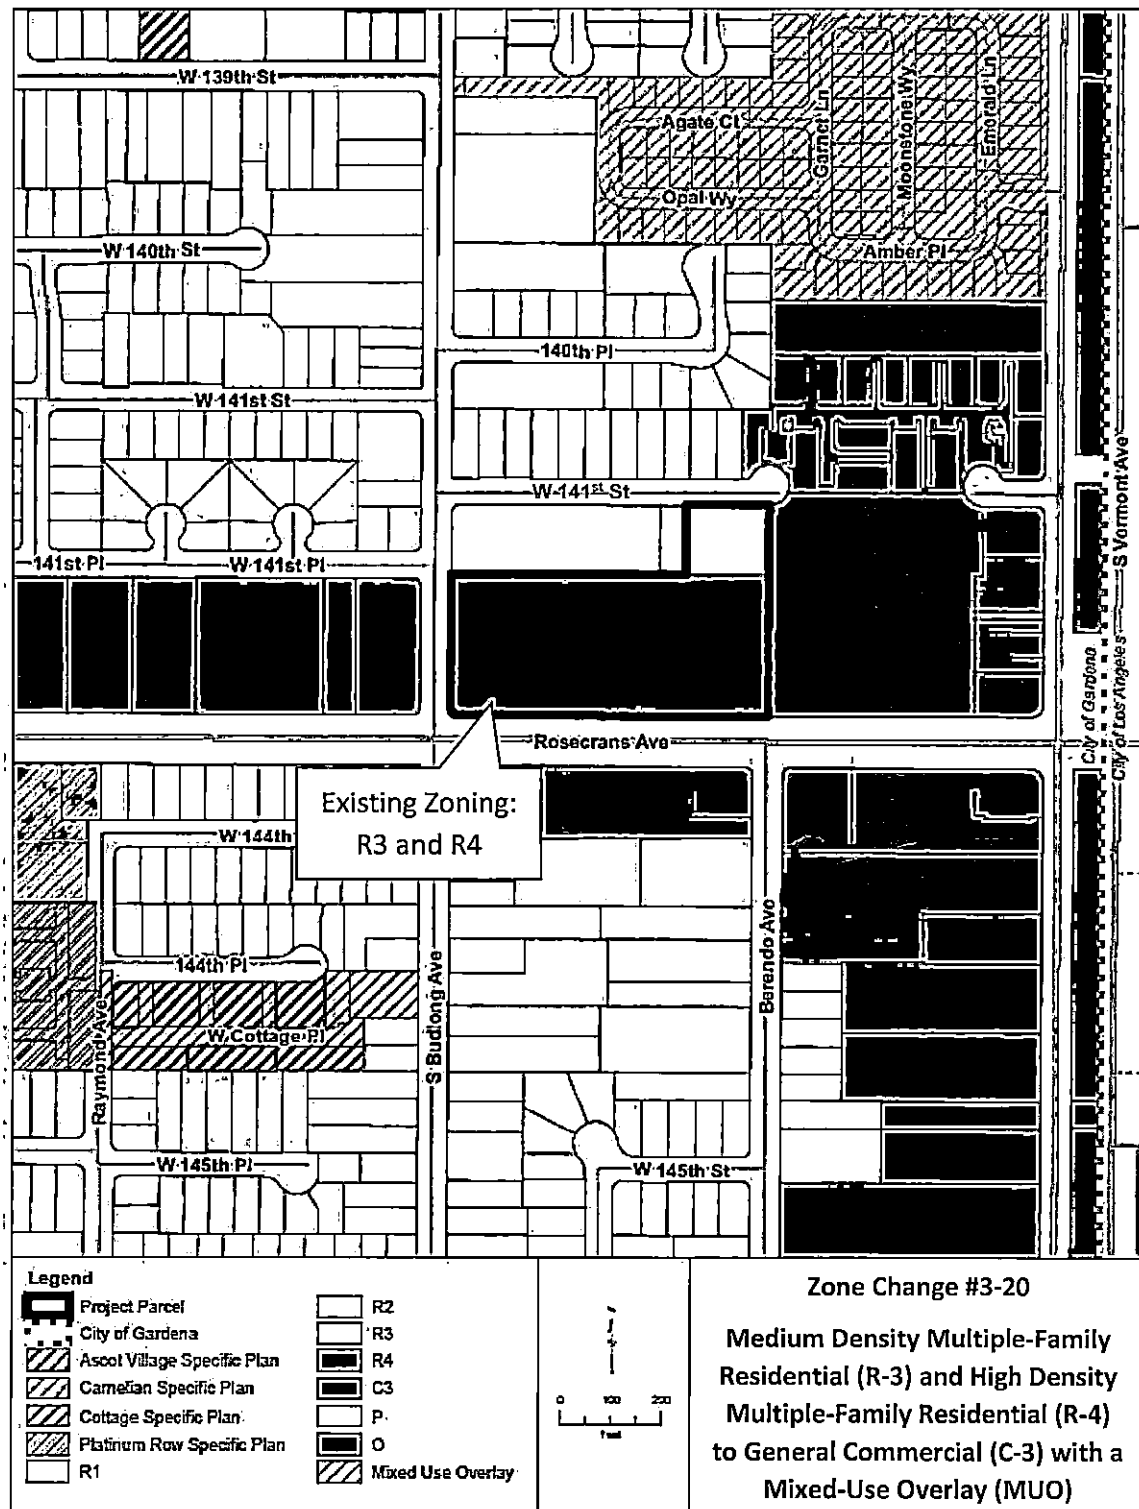 W 139th St
Agate Ct
Garnet Ln
Moonstone Wy
Emerald Ln
Opal Wy
W 140th St
Amber Pl
140th Pl
W 141st St
W 141st St
S Vermont Ave
141st Pl
W 141st Pl
City of Gardena
City of Los Angeles
Rosecrans Ave
Existing Zoning:
R3 and R4
W 144th
144th Pl
S Budlong Ave
Berendo Ave
W Cottage Pl
Raymond Ave
W 145th Pl
W 145th St
Legend
Project Parcel
City of Gardena
Ascot Village Specific Plan
Carnelian Specific Plan
Cottage Specific Plan
Platinum Row Specific Plan
R1
R2
R3
R4
C3
P
O
Mixed Use Overlay
0 100 200
Feet
Zone Change #3-20
Medium Density Multiple-Family
Residential (R-3) and High Density
Multiple-Family Residential (R-4)
to General Commercial (C-3) with a
Mixed-Use Overlay (MUO)